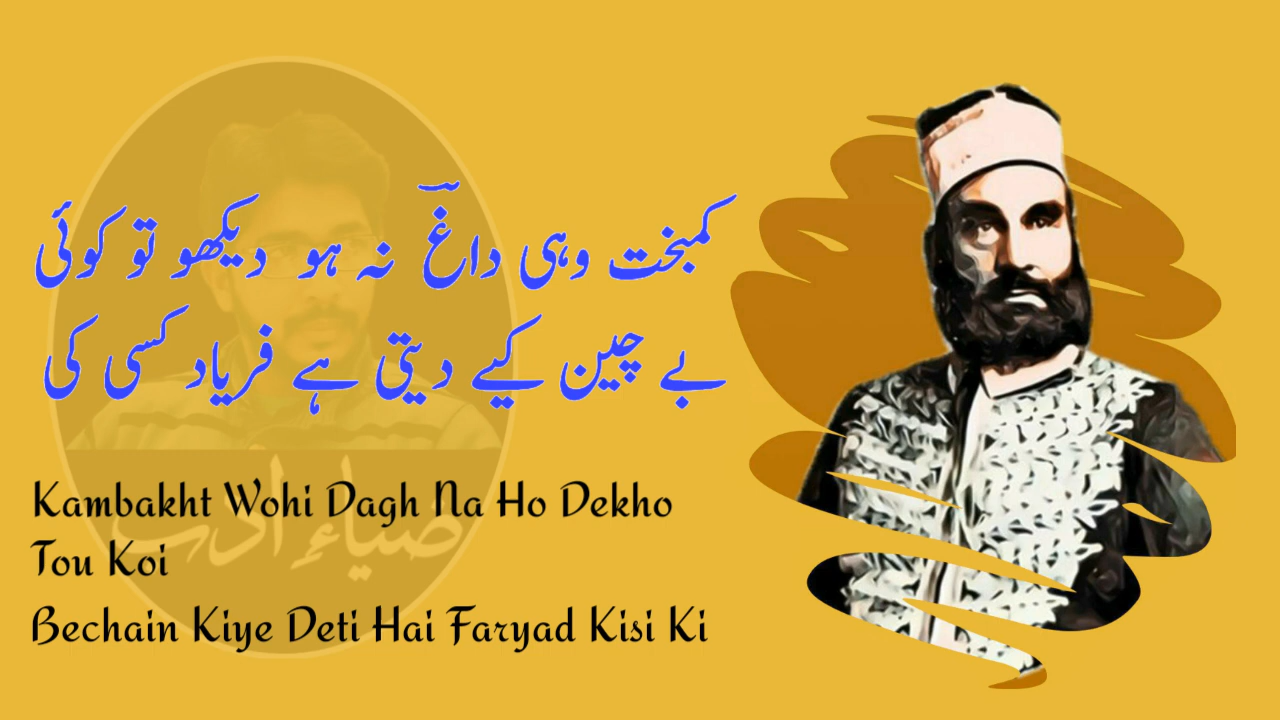 کمبخت وہی داغؔ نہ ہو دیکھو تو کوئی
بے چین کیے دیتی ہے فریاد کسی کی
Kambakht Wohi Dagh Na Ho Dekho
Tou Koi
Bechain Kiye Deti Hai Faryad Kisi Ki
ضیاءِ ادب